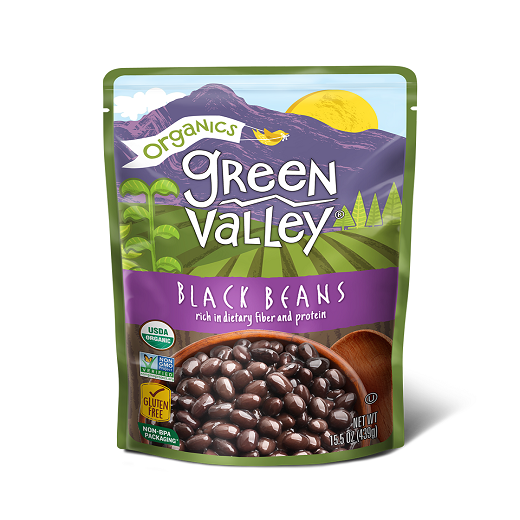 ORGANICS
green
valley®
BLACK BEANS
rich in dietary fiber and protein
USDA
ORGANIC
NON
GMO
VERIFIED
GLUTEN
FREE
NON-BPA
PACKAGING
U
NET WT
15.5 OZ (439g)